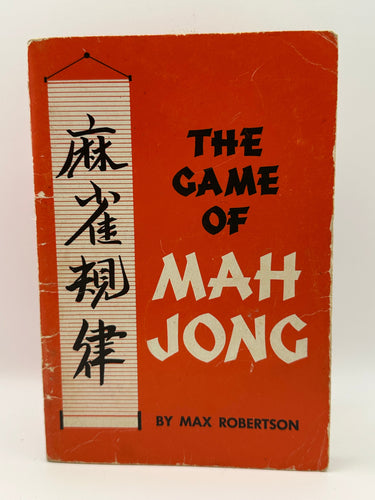 麻雀規律
THE
GAME
OF
MAH
JONG
BY MAX ROBERTSON